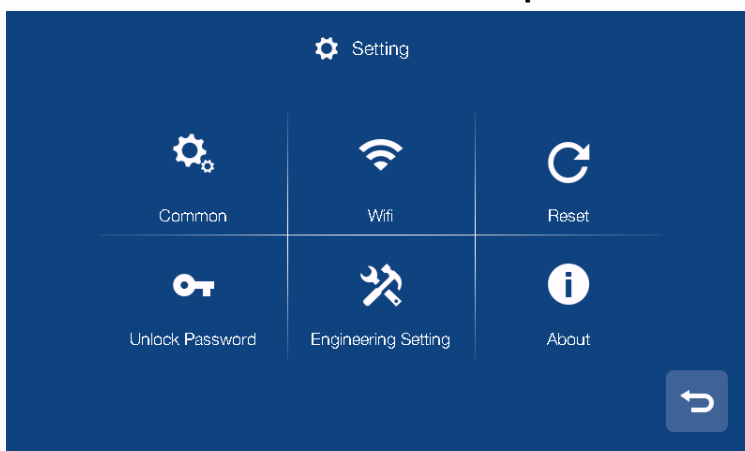 Setting
Common
Wifi
Reset
Unlock Password
Engineering Setting
About